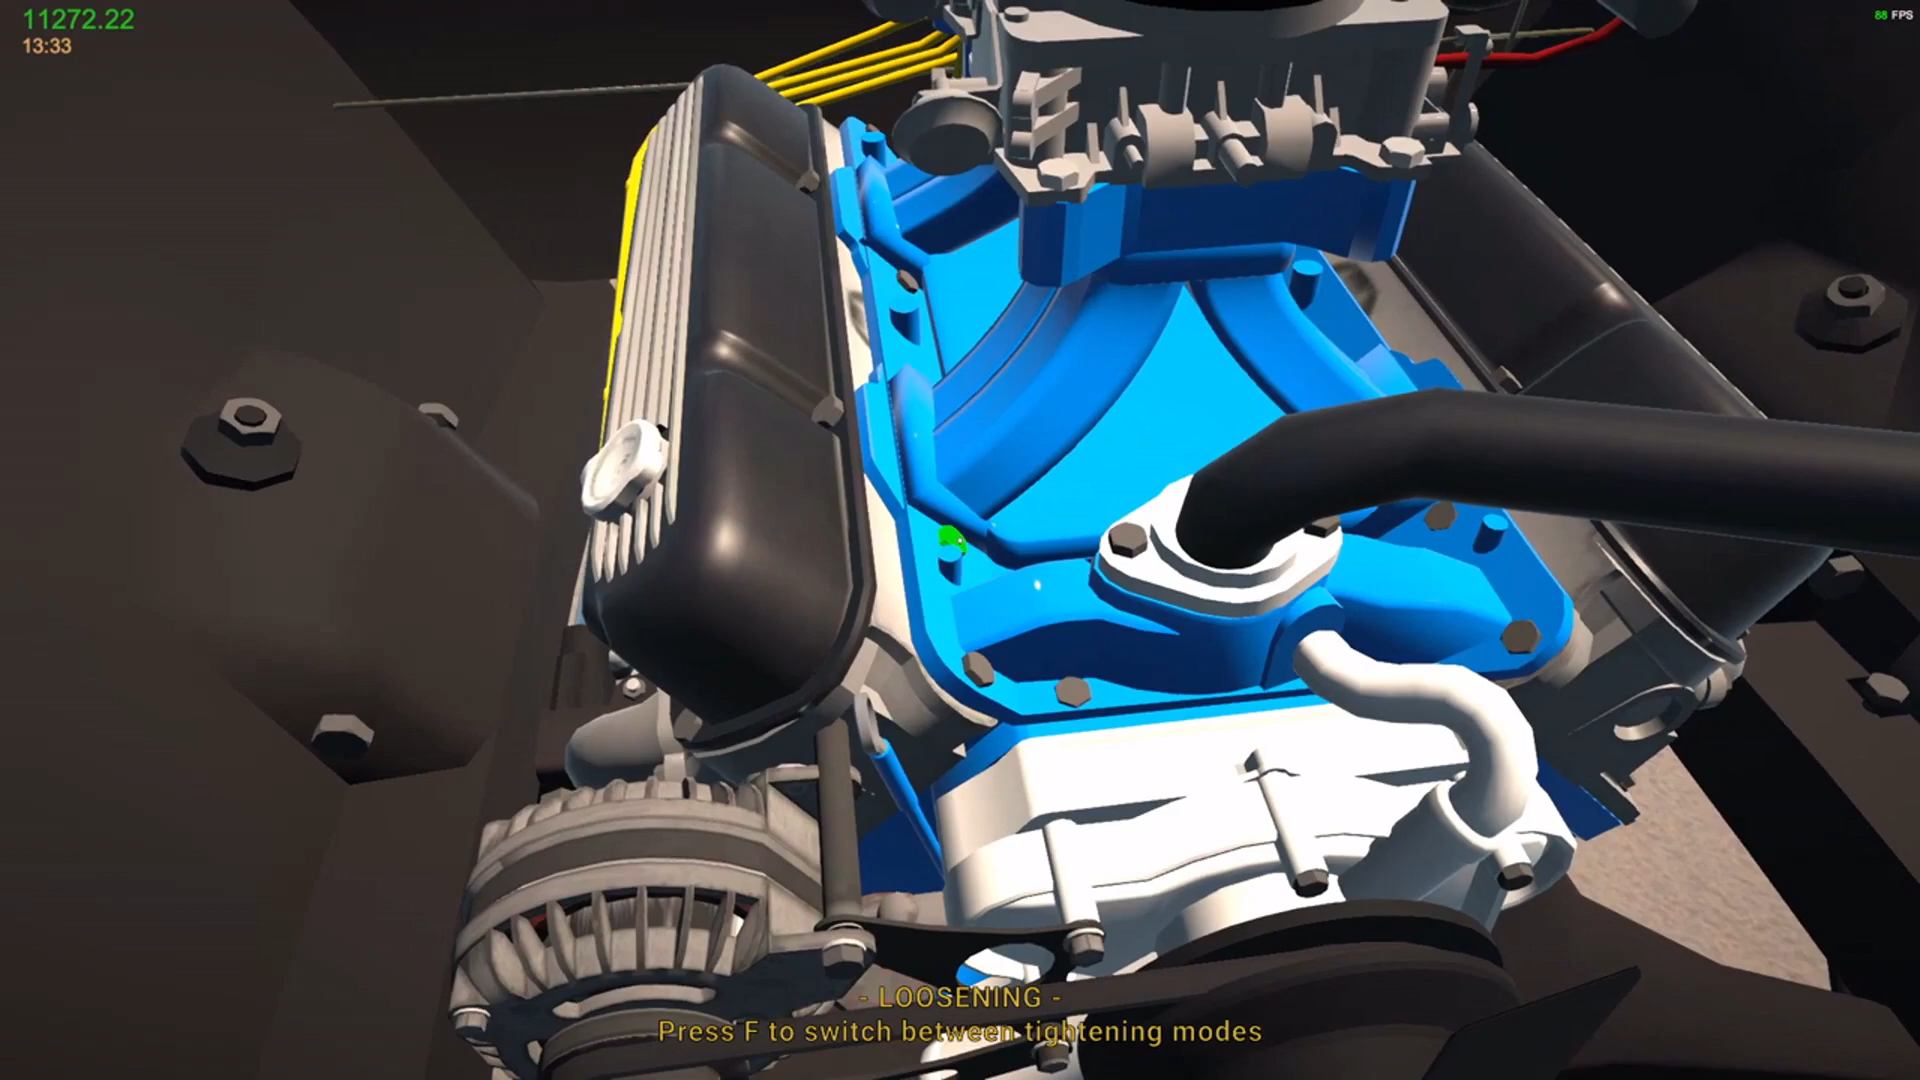 11272.22
88 FPS
13:33
- LOOSENING -
Press F to switch between tightening modes